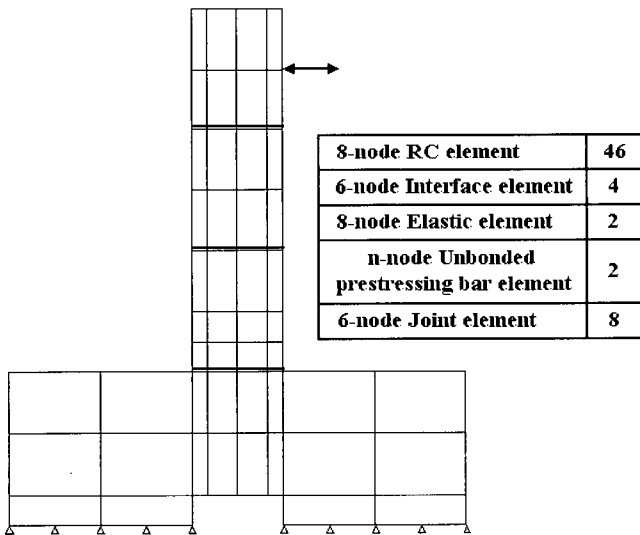 8-node RC element 46
6-node Interface element 4
8-node Elastic element 2
n-node Unbonded
prestressing bar element 2
6-node Joint element 8